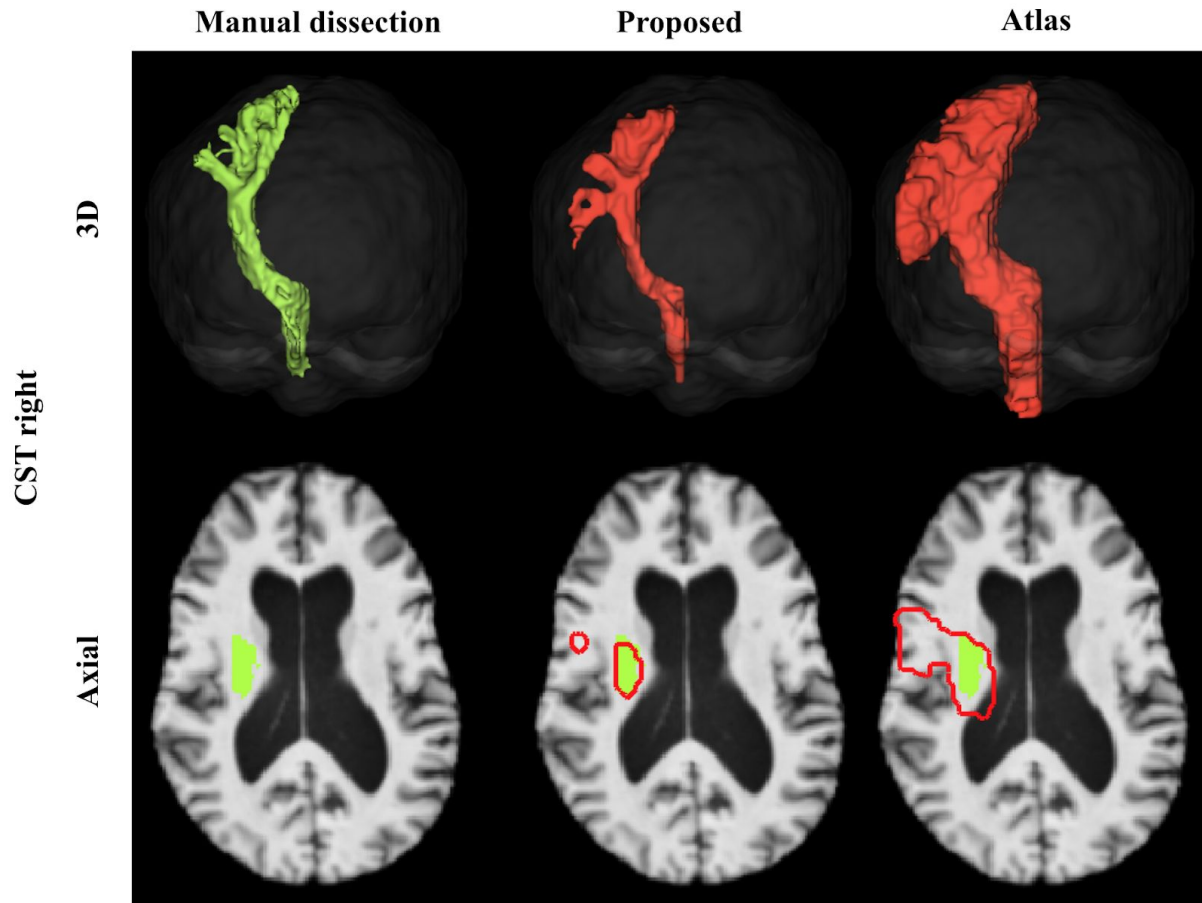 Manual dissection
Proposed
Atlas
CST right
3D
Axial